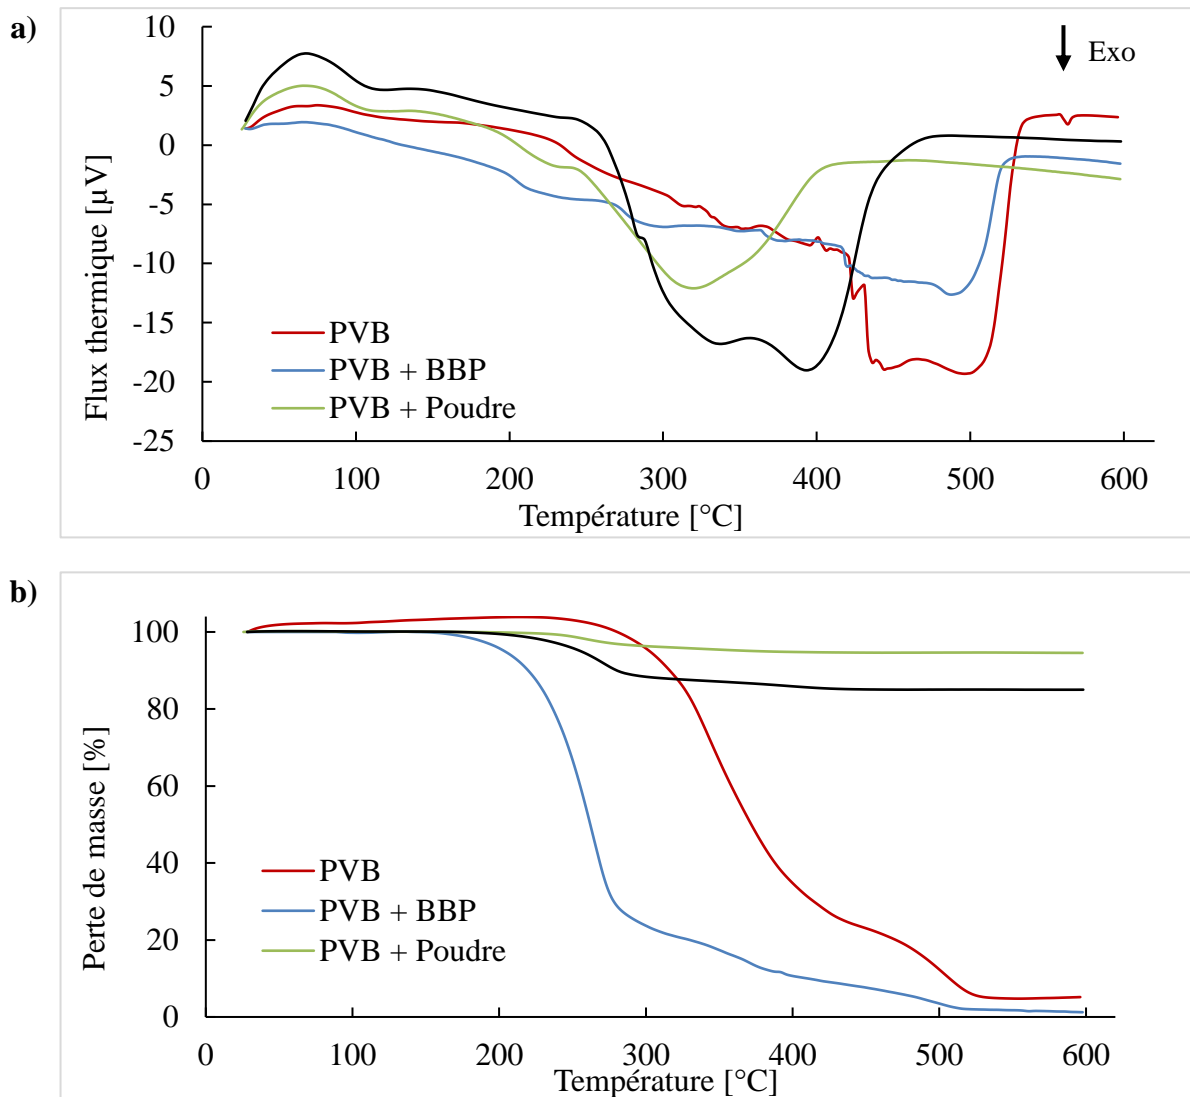 a)
10
5
0
-5
-10
-15
-20
-25
Flux thermique [µV]
Exo
PVB
PVB + BBP
PVB + Poudre
0 100 200 300 400 500 600
Température [°C]
b)
100
80
60
40
20
0
Perte de masse [%]
PVB
PVB + BBP
PVB + Poudre
0 100 200 300 400 500 600
Température [°C]